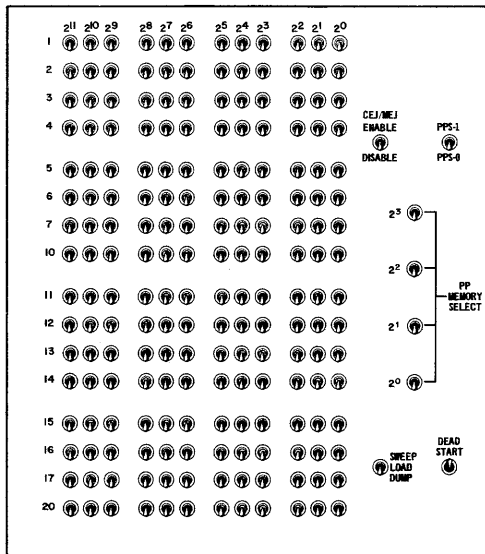 2¹¹ 2¹⁰ 2⁹ 2⁸ 2⁷ 2⁶ 2⁵ 2⁴ 2³ 2² 2¹ 2⁰
1
2
3
4
CEJ/MEJ
ENABLE
DISABLE
PPS-1
PPS-0
5
6
7
10
11
12
13
14
2³
2²
2¹
2⁰
PP
MEMORY
SELECT
15
16
17
20
SWEEP
LOAD
DUMP
DEAD
START